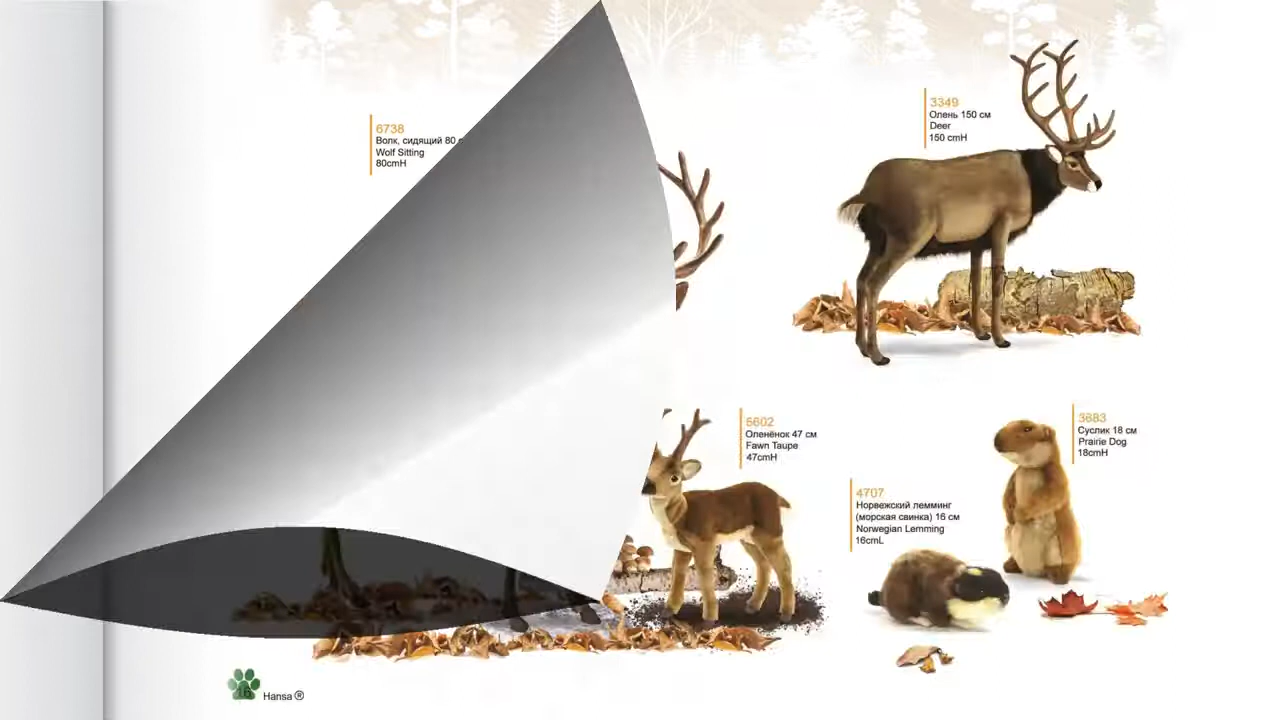 6738
Волк, сидящий 80
Wolf Sitting
80cmH
3349
Олень 150 см
Deer
150 cmH
5602
Оленёнок 47 см
Fawn Taupe
47cmH
3683
Суслик 18 см
Prairie Dog
18cmH
4707
Норвежский лемминг
(морская свинка) 16 см
Norwegian Lemming
16cmL
16 Hansa ®